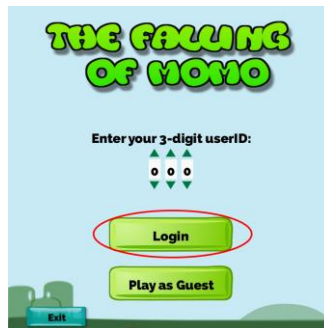 THE FALLING
OF MOMO
Enter your 3-digit userID:
0 0 0
Login
Play as Guest
Exit